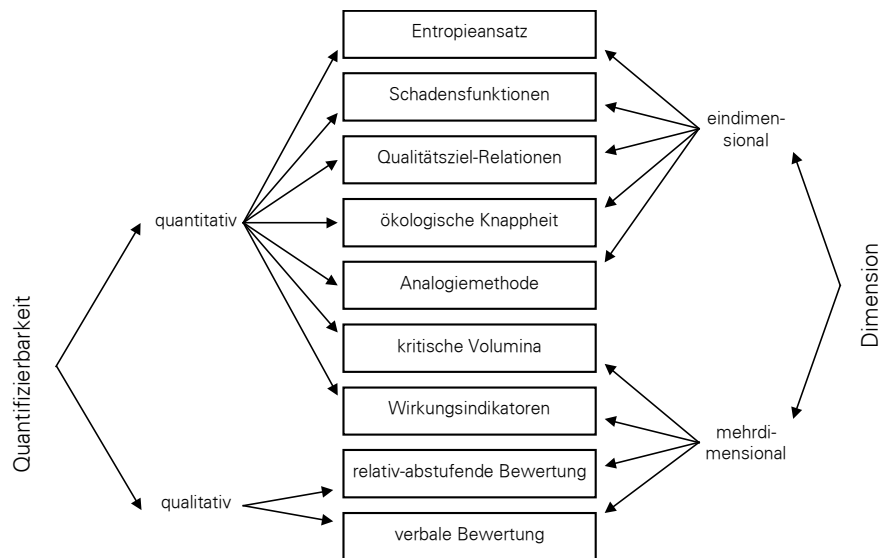 Entropieansatz
Schadensfunktionen
Qualitätsziel-Relationen
ökologische Knappheit
Analogiemethode
kritische Volumina
Wirkungsindikatoren
relativ-abstufende Bewertung
verbale Bewertung
quantitativ
qualitativ
Quantifizierbarkeit
eindimen-
sional
mehrdi-
mensional
Dimension